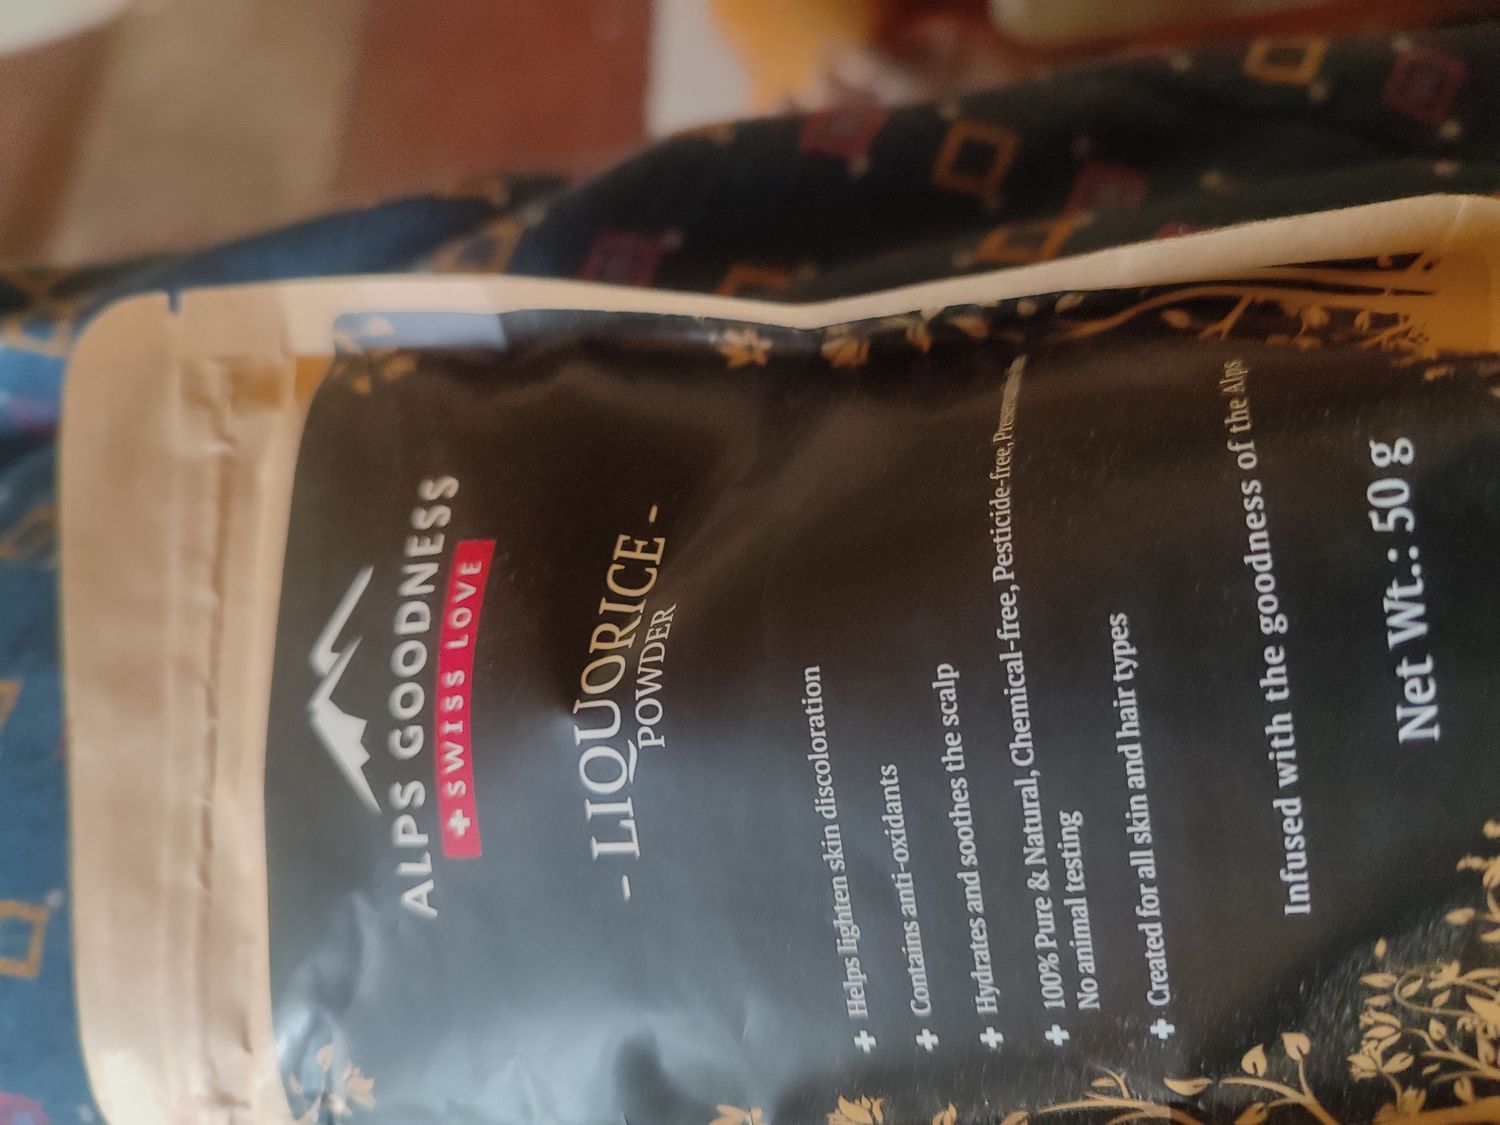 ALPS GOODNESS
+ SWISS LOVE
- LIQUORICE -
POWDER
+ Helps lighten skin discoloration
+ Contains anti-oxidants
+ Hydrates and soothes the scalp
+ 100% Pure & Natural, Chemical-free, Pesticide-free,
No animal testing
+ Created for all skin and hair types
Infused with the goodness of the Alps
Net Wt.: 50 g